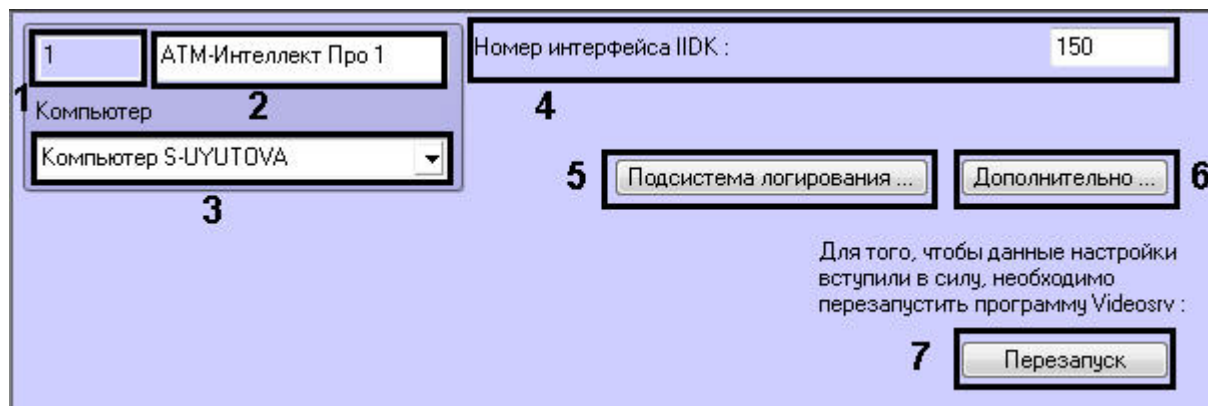 1
АТМ-Интеллект Про 1
Номер интерфейса IIDK :
150
1
Компьютер
2
4
Компьютер S-UYUTOVA
3
5
Подсистема логирования ...
Дополнительно ...
6
Для того, чтобы данные настройки
вступили в силу, необходимо
перезапустить программу Videosrv :
7
Перезапуск